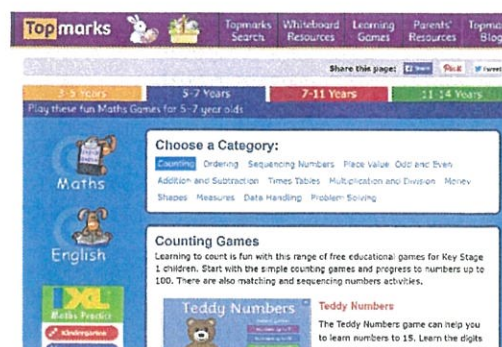 Topmarks
Topmarks Search Whiteboard Resources Learning Games Parents' Resources Topma Blog
Share this page: Share Pin it Tweet
3-5 Years 5-7 Years 7-11 Years 11-14 Years
Play these fun Maths Games for 5-7 year olds
Maths
English
IXL
Maths Practice
Kindergarten
Choose a Category:
Counting Ordering Sequencing Numbers Place Value Odd and Even
Addition and Subtraction Times Tables Multiplication and Division Money
Shapes Measures Data Handling Problem Solving
Counting Games
Learning to count is fun with this range of free educational games for Key Stage
1 children. Start with the simple counting games and progress to numbers up to
100. There are also matching and sequencing numbers activities.
Teddy Numbers
Teddy Numbers
The Teddy Numbers game can help you
to learn numbers to 15. Learn the digits